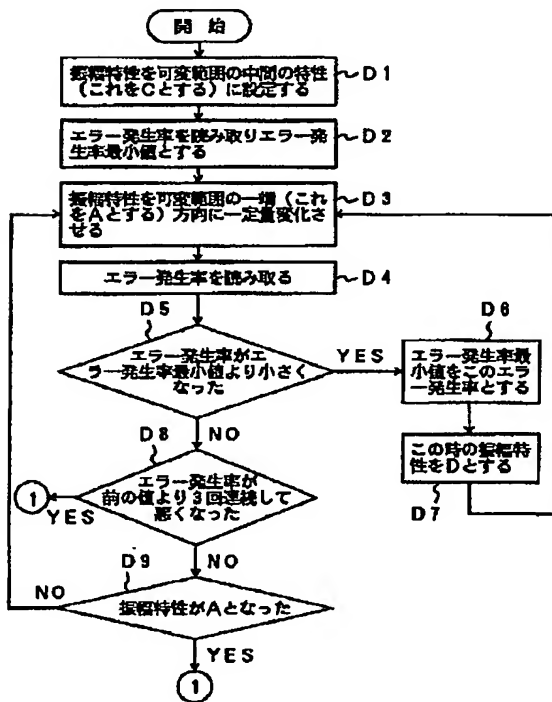 開 始
振幅特性を可変範囲の中間の特性
(これをCとする)に設定する
D1
エラー発生率を読み取りエラー発
生率最小値とする
D2
振幅特性を可変範囲の一端(これ
をAとする)方向に一定量変化さ
せる
D3
エラー発生率を読み取る
D4
D5
エラー発生率がエ
ラー発生率最小値より小さく
なった
YES
NO
D6
エラー発生率最
小値をこのエラ
ー発生率とする
この時の振幅特
性をDとする
D7
D8
エラー発生率が
前の値より3回連続して
悪くなった
1
YES
NO
D9
振幅特性がAとなった
NO
YES
1